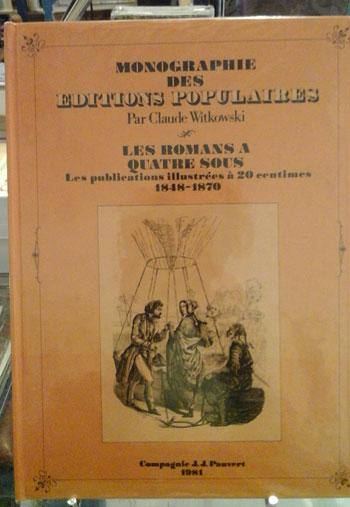 MONOGRAPHIE
DES
EDITIONS POPULAIRES
Par Claude Witkowski
LES ROMANS A
QUATRE SOUS
Les publications illustrées à 20 centimes
1848-1870
Compagnie J.J. Pauvert
1981